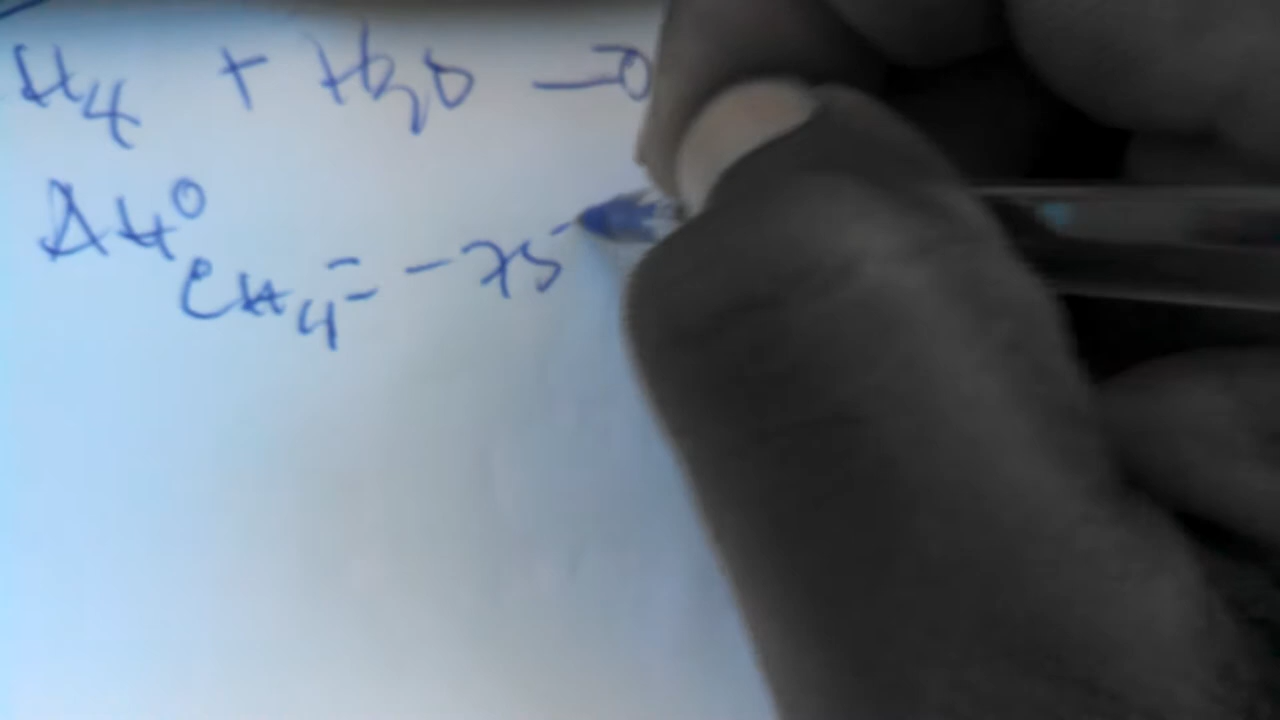 H4 + H2O →
ΔH°CH4 = -75